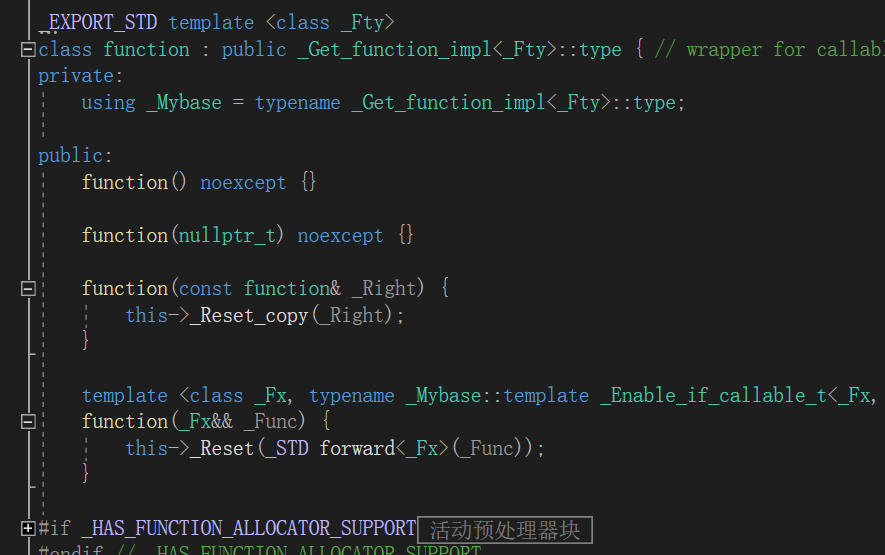 _EXPORT_STD template <class _Fty>
class function : public _Get_function_impl<_Fty>::type { // wrapper for
private:
using _Mybase = typename _Get_function_impl<_Fty>::type;
public:
function() noexcept {}
function(nullptr_t) noexcept {}
function(const function& _Right) {
this->_Reset_copy(_Right);
}
template <class _Fx, typename _Mybase::template _Enable_if_callable_t<_Fx,
function(_Fx&& _Func) {
this->_Reset(_STD forward<_Fx>(_Func));
}
#if _HAS_FUNCTION_ALLOCATOR_SUPPORT 活动预处理器块
#endif // _HAS_FUNCTION_ALLOCATOR_SUPPORT